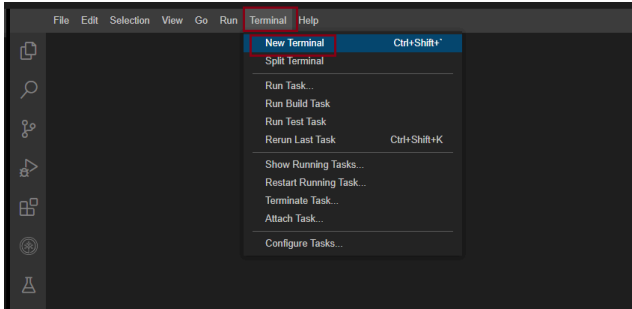 File Edit Selection View Go Run Terminal Help
New Terminal Ctrl+Shift+`
Split Terminal
Run Task...
Run Build Task
Run Test Task
Rerun Last Task Ctrl+Shift+K
Show Running Tasks...
Restart Running Task...
Terminate Task...
Attach Task...
Configure Tasks...